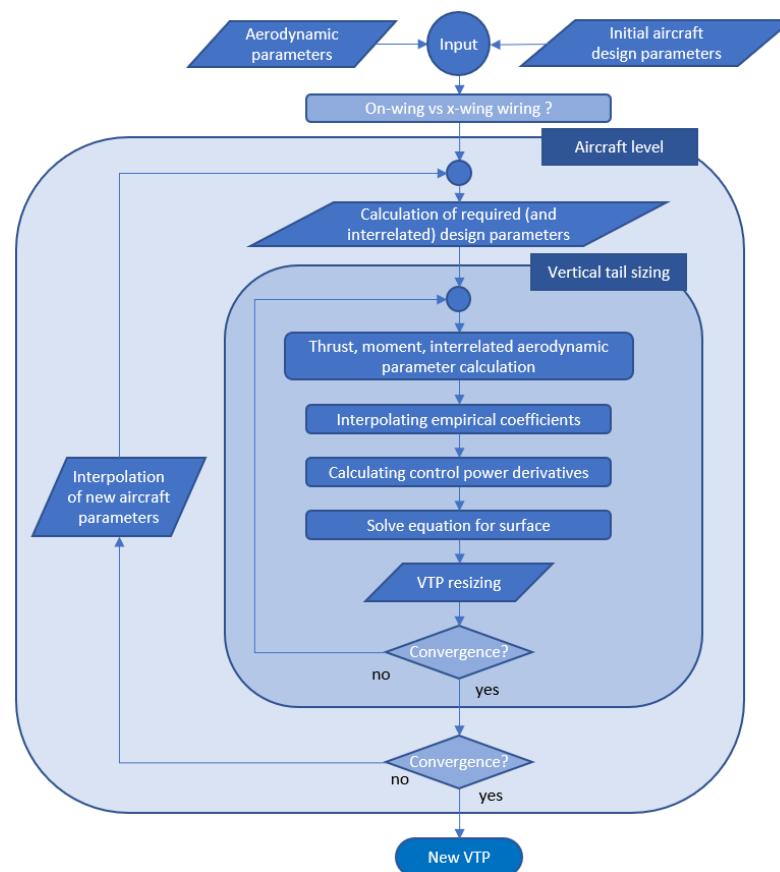 Aerodynamic
parameters
Input
Initial aircraft
design parameters
On-wing vs x-wing wiring ?
Aircraft level
Calculation of required (and
interrelated) design parameters
Vertical tail sizing
Thrust, moment, interrelated aerodynamic
parameter calculation
Interpolating empirical coefficients
Calculating control power derivatives
Interpolation
of new aircraft
parameters
Solve equation for surface
VTP resizing
Convergence?
no
yes
Convergence?
no
yes
New VTP